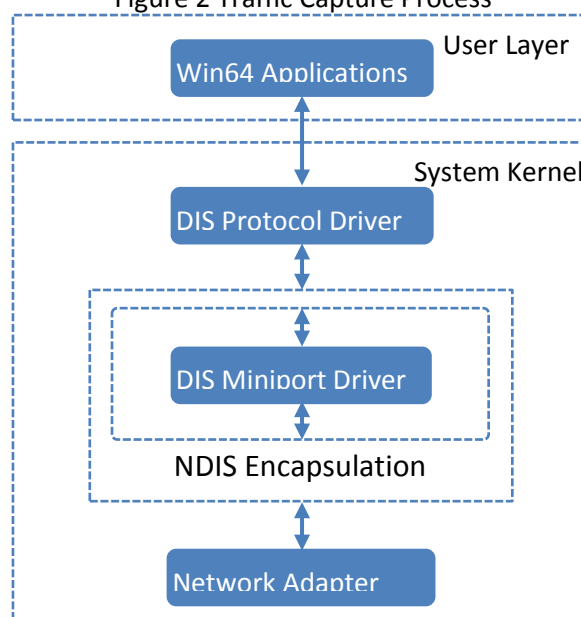 Figure 2 Traffic Capture Process
User Layer
Win64 Applications
System Kernel
DIS Protocol Driver
DIS Miniport Driver
NDIS Encapsulation
Network Adapter